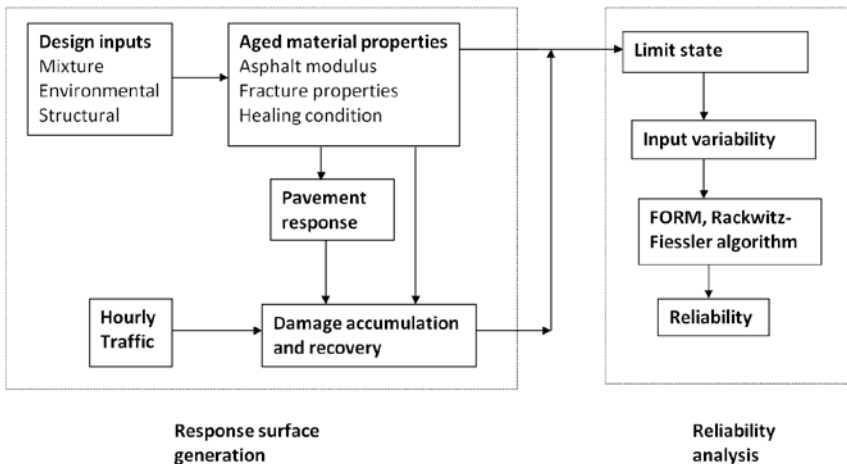 Design inputs
Mixture
Environmental
Structural
Aged material properties
Asphalt modulus
Fracture properties
Healing condition
Pavement
response
Hourly
Traffic
Damage accumulation
and recovery
Limit state
Input variability
FORM, Rackwitz-
Fiessler algorithm
Reliability
Response surface
generation
Reliability
analysis